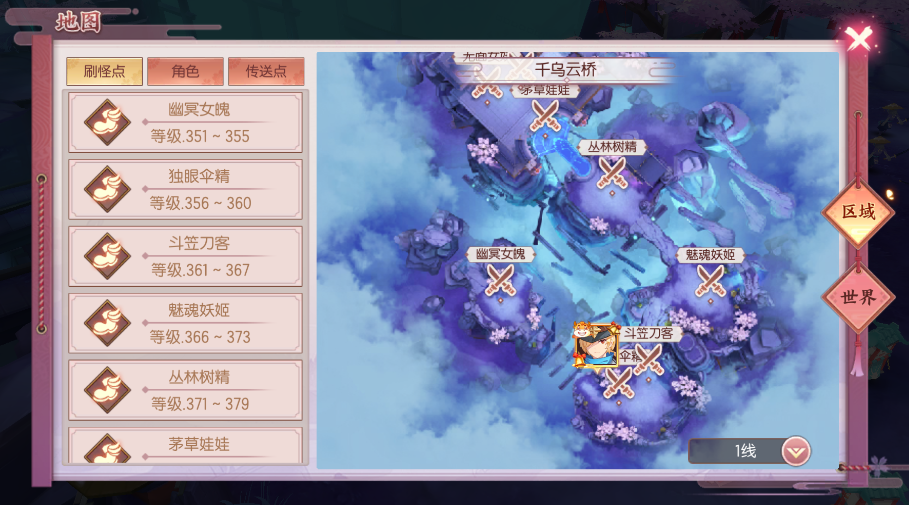 地图
刷怪点
角色
传送点
幽冥女魄
等级.351 ~ 355
独眼伞精
等级.356 ~ 360
斗笠刀客
等级.361 ~ 367
魅魂妖姬
等级.366 ~ 373
丛林树精
等级.371 ~ 379
茅草娃娃
千乌云桥
茅草娃娃
丛林树精
幽冥女魄
魅魂妖姬
斗笠刀客
伞精
1线
区域
世界